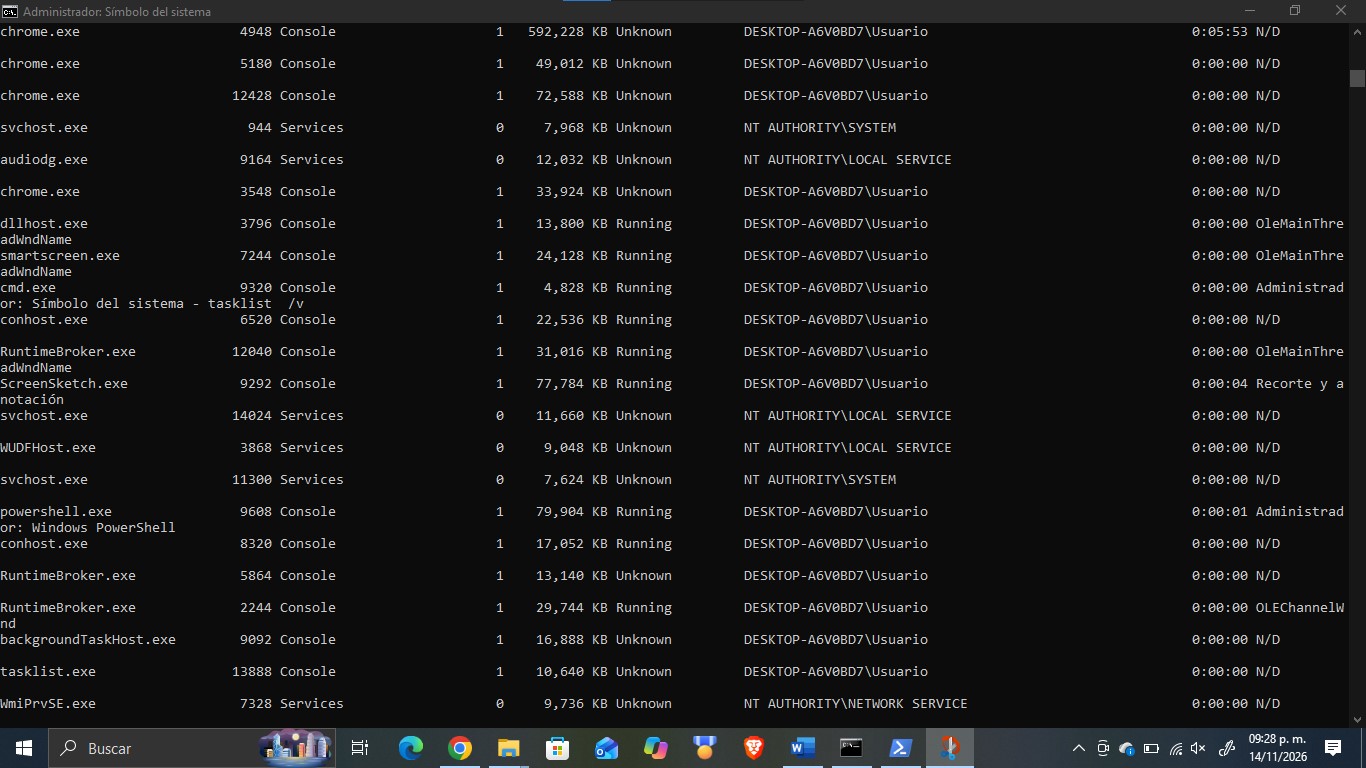 Administrador: Símbolo del sistema
chrome.exe 4948 Console 1 592,228 KB Unknown DESKTOP-A6V0BD7\Usuario 0:05:53 N/D
chrome.exe 5180 Console 1 49,012 KB Unknown DESKTOP-A6V0BD7\Usuario 0:00:00 N/D
chrome.exe 12428 Console 1 72,588 KB Unknown DESKTOP-A6V0BD7\Usuario 0:00:00 N/D
svchost.exe 944 Services 0 7,968 KB Unknown NT AUTHORITY\SYSTEM 0:00:00 N/D
audiodg.exe 9164 Services 0 12,032 KB Unknown NT AUTHORITY\LOCAL SERVICE 0:00:00 N/D
chrome.exe 3548 Console 1 33,924 KB Unknown DESKTOP-A6V0BD7\Usuario 0:00:00 N/D
dllhost.exe 3796 Console 1 13,800 KB Running DESKTOP-A6V0BD7\Usuario 0:00:00 OleMainThre
adWndName
smartscreen.exe 7244 Console 1 24,128 KB Running DESKTOP-A6V0BD7\Usuario 0:00:00 OleMainThre
adWndName
cmd.exe 9320 Console 1 4,828 KB Running DESKTOP-A6V0BD7\Usuario 0:00:00 Administrad
or: Símbolo del sistema - tasklist /v
conhost.exe 6520 Console 1 22,536 KB Running DESKTOP-A6V0BD7\Usuario 0:00:00 N/D
RuntimeBroker.exe 12040 Console 1 31,016 KB Running DESKTOP-A6V0BD7\Usuario 0:00:00 OleMainThre
adWndName
ScreenSketch.exe 9292 Console 1 77,784 KB Running DESKTOP-A6V0BD7\Usuario 0:00:04 Recorte y a
notación
svchost.exe 14024 Services 0 11,660 KB Unknown NT AUTHORITY\LOCAL SERVICE 0:00:00 N/D
WUDFHost.exe 3868 Services 0 9,048 KB Unknown NT AUTHORITY\LOCAL SERVICE 0:00:00 N/D
svchost.exe 11300 Services 0 7,624 KB Unknown NT AUTHORITY\SYSTEM 0:00:00 N/D
powershell.exe 9608 Console 1 79,904 KB Running DESKTOP-A6V0BD7\Usuario 0:00:01 Administrad
or: Windows PowerShell
conhost.exe 8320 Console 1 17,052 KB Running DESKTOP-A6V0BD7\Usuario 0:00:00 N/D
RuntimeBroker.exe 5864 Console 1 13,140 KB Unknown DESKTOP-A6V0BD7\Usuario 0:00:00 N/D
RuntimeBroker.exe 2244 Console 1 29,744 KB Running DESKTOP-A6V0BD7\Usuario 0:00:00 OLEChannelW
nd
backgroundTaskHost.exe 9092 Console 1 16,888 KB Unknown DESKTOP-A6V0BD7\Usuario 0:00:00 N/D
tasklist.exe 13888 Console 1 10,640 KB Unknown DESKTOP-A6V0BD7\Usuario 0:00:00 N/D
WmiPrvSE.exe 7328 Services 0 9,736 KB Unknown NT AUTHORITY\NETWORK SERVICE 0:00:00 N/D
Buscar
09:28 p. m.
14/11/2026